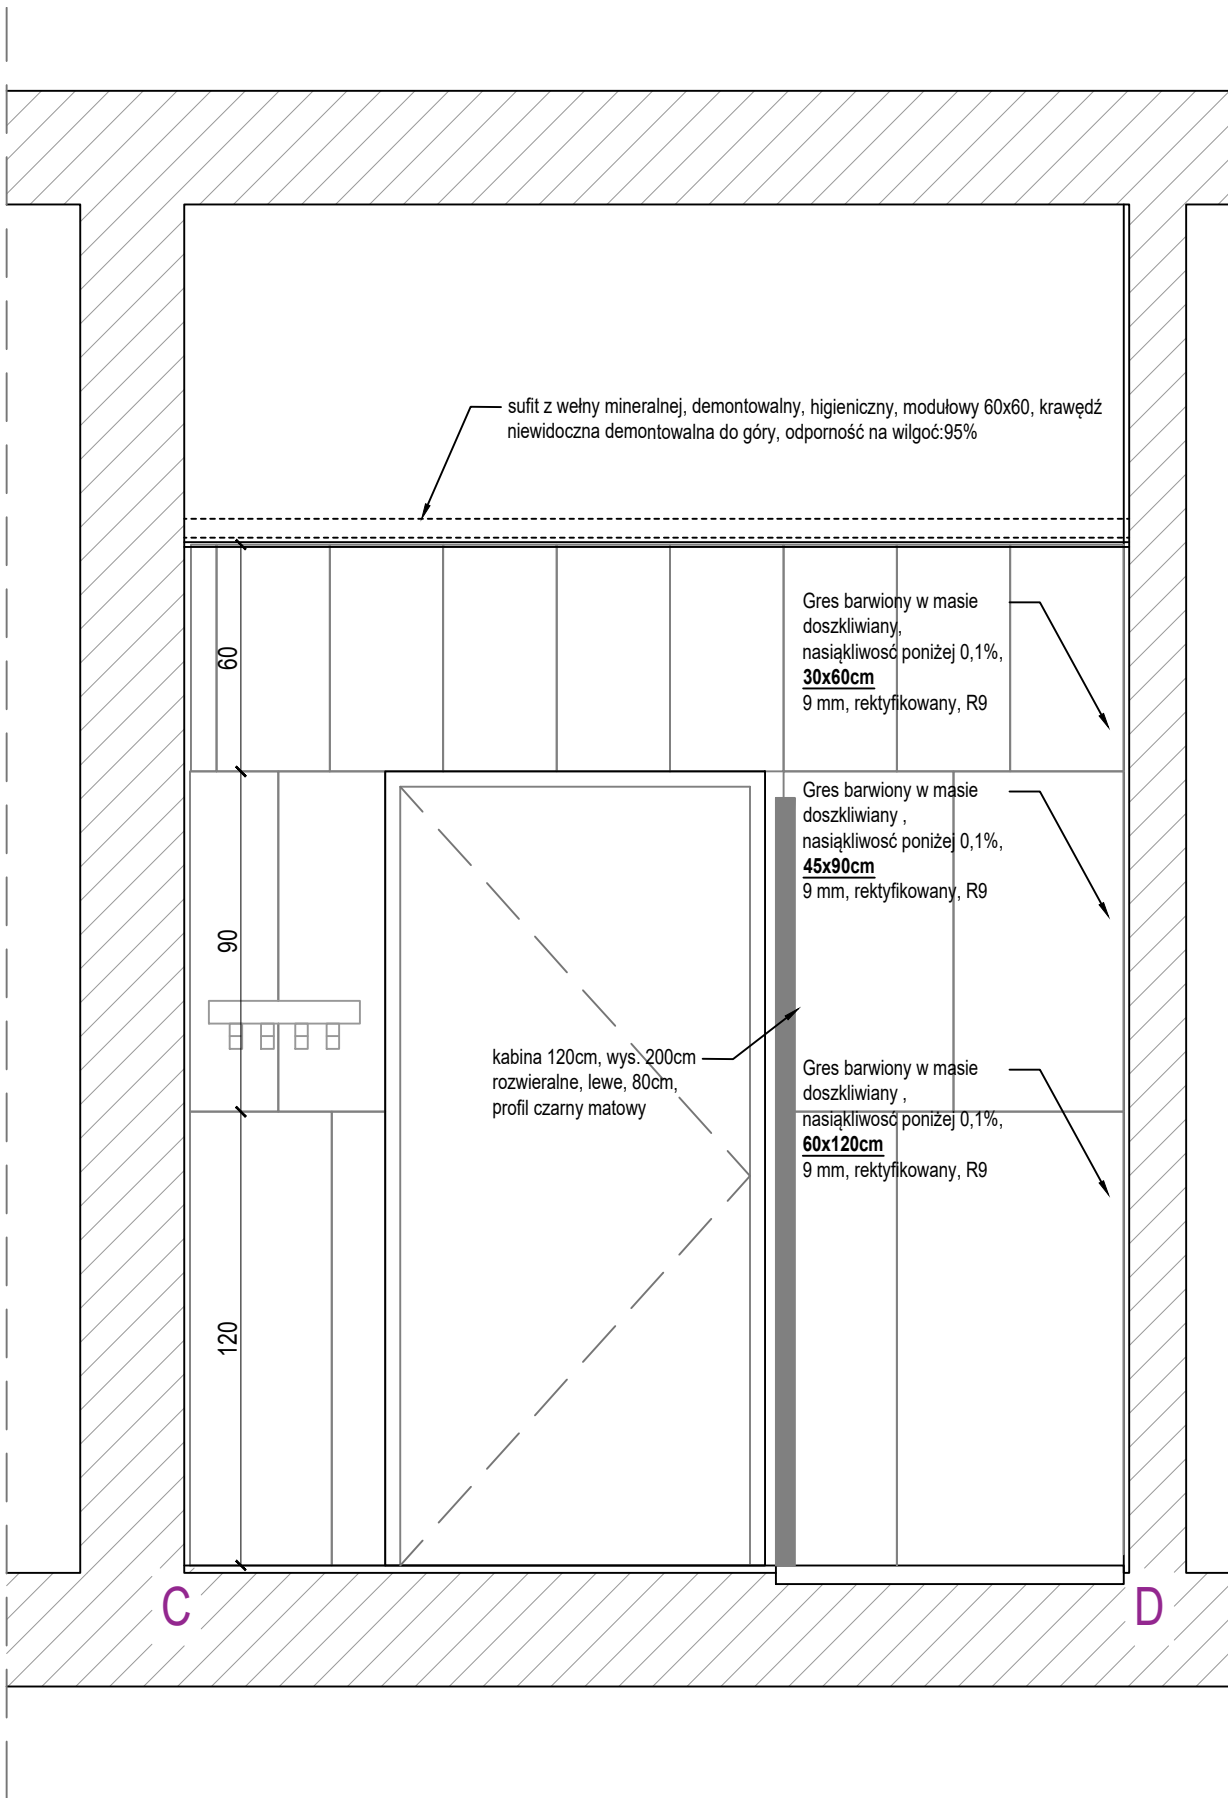 sufit z wełny mineralnej, demontowalny, higieniczny, modułowy 60x60, krawędź
niewidoczna demontowalna do góry, odporność na wilgoć:95%
60
Gres barwiony w masie
doszkliwiany,
nasiąkliwosć poniżej 0,1%,
30x60cm
9 mm, rektyfikowany, R9
90
Gres barwiony w masie
doszkliwiany ,
nasiąkliwosć poniżej 0,1%,
45x90cm
9 mm, rektyfikowany, R9
kabina 120cm, wys. 200cm
rozwieralne, lewe, 80cm,
profil czarny matowy
Gres barwiony w masie
doszkliwiany ,
nasiąkliwosć poniżej 0,1%,
60x120cm
9 mm, rektyfikowany, R9
120
C
D